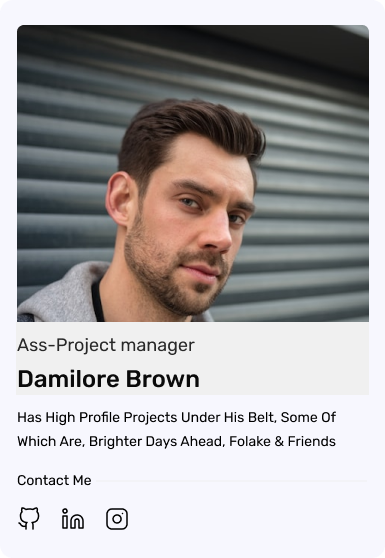 Ass-Project manager
Damilore Brown
Has High Profile Projects Under His Belt, Some Of
Which Are, Brighter Days Ahead, Folake & Friends
Contact Me